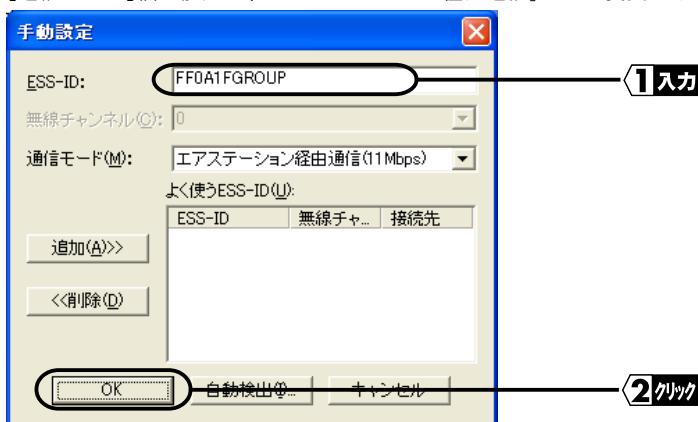 手動設定
ESS-ID: FF0A1FGROUP
1 入力
無線チャンネル(C): 0
通信モード(M): エアステーション経由通信(11Mbps)
よく使うESS-ID(U):
ESS-ID 無線チャ... 接続先
追加(A)>>
<<削除(D)
OK 自動検出(I)... キャンセル
2 クリック